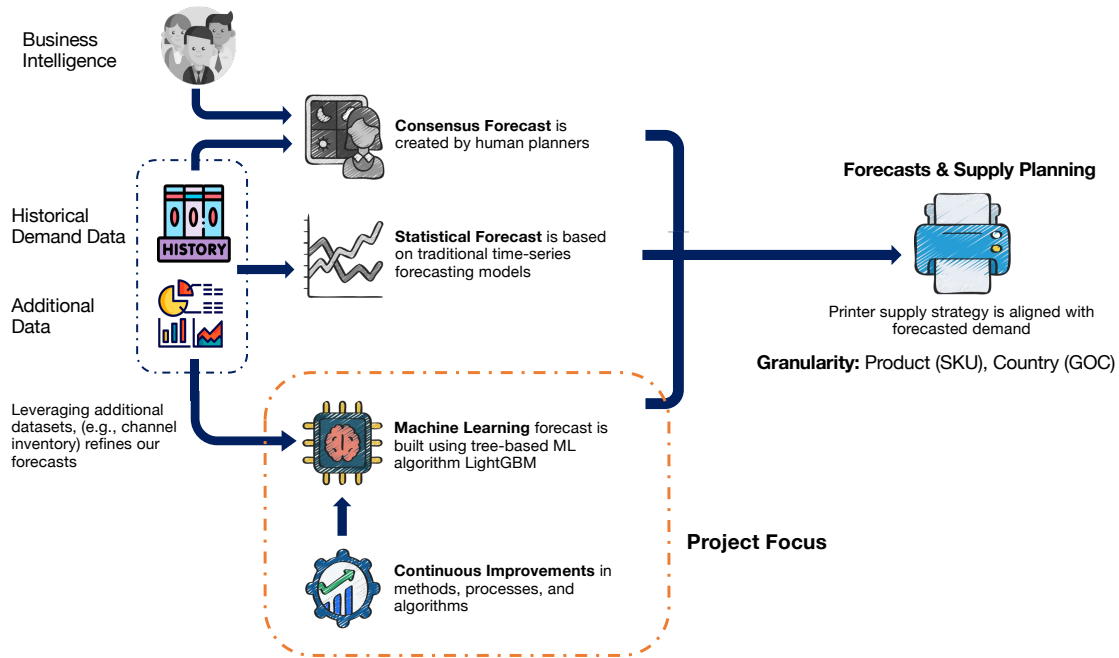 Business
Intelligence
Consensus Forecast is
created by human planners
Forecasts & Supply Planning
Historical
Demand Data
HISTORY
Statistical Forecast is based
on traditional time-series
forecasting models
Additional
Data
Printer supply strategy is aligned with
forecasted demand
Granularity: Product (SKU), Country (GOC)
Leveraging additional
datasets, (e.g., channel
inventory) refines our
forecasts
Machine Learning forecast is
built using tree-based ML
algorithm LightGBM
Project Focus
Continuous Improvements in
methods, processes, and
algorithms